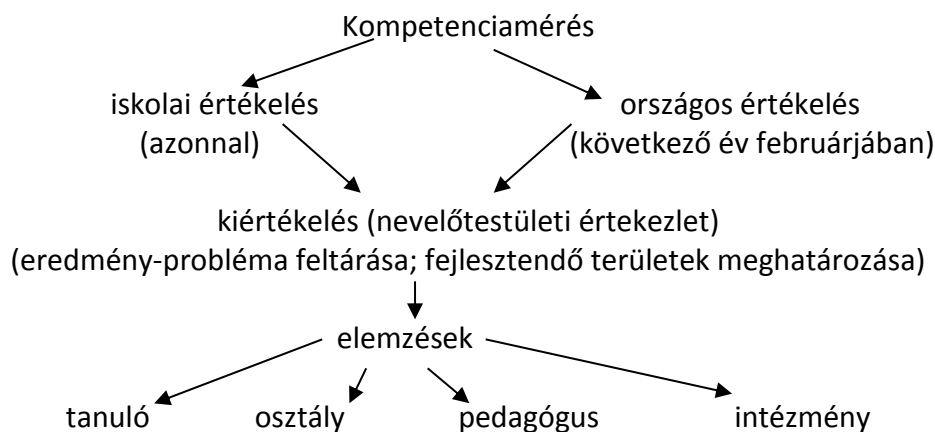 Kompetenciamérés
iskolai értékelés
(azonnal)
országos értékelés
(következő év februárjában)
kiértékelés (nevelőtestületi értekezlet)
(eredmény-probléma feltárása; fejlesztendő területek meghatározása)
elemzések
tanuló osztály pedagógus intézmény